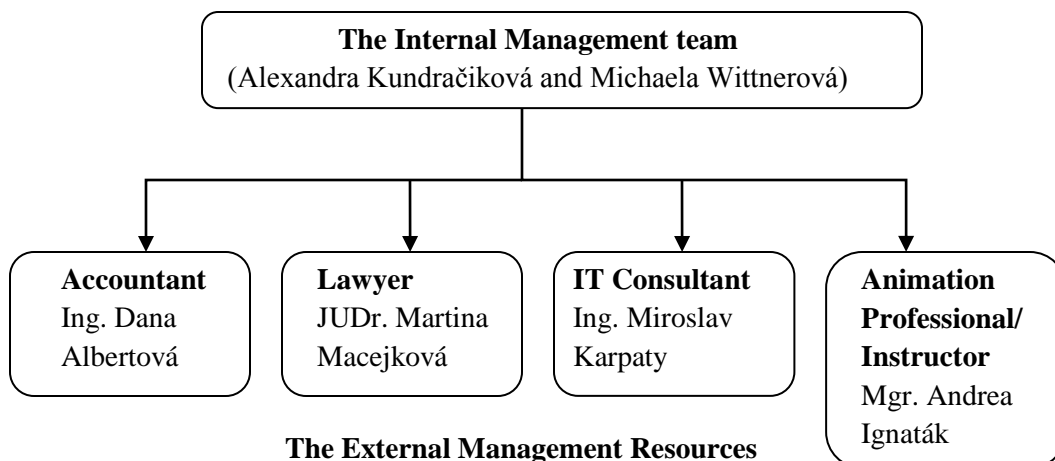 The Internal Management team
(Alexandra Kundračiková and Michaela Wittnerová)
Accountant
Ing. Dana
Albertová
Lawyer
JUDr. Martina
Macejková
IT Consultant
Ing. Miroslav
Karpaty
Animation
Professional/
Instructor
Mgr. Andrea
Ignaták
The External Management Resources